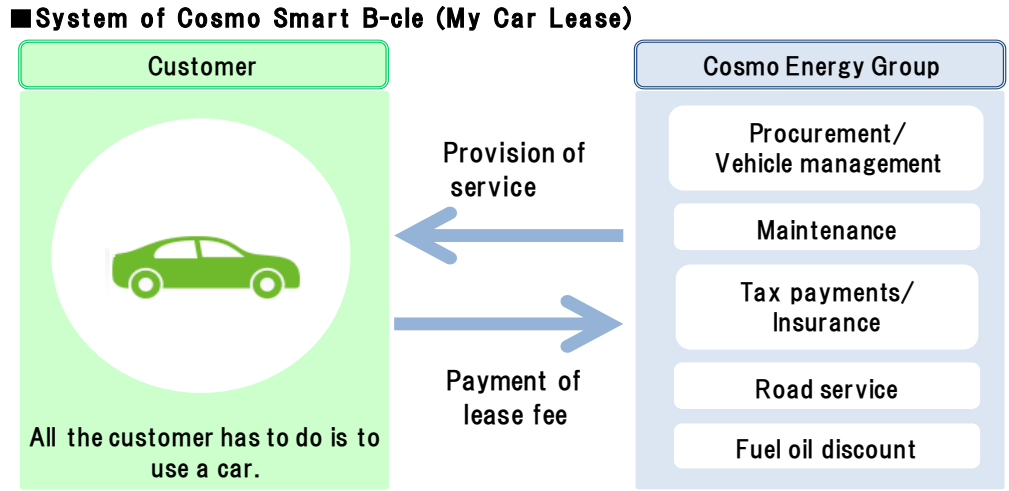 ■System of Cosmo Smart B-cle (My Car Lease)
Customer
All the customer has to do is to
use a car.
Provision of
service
Payment of
lease fee
Cosmo Energy Group
Procurement/
Vehicle management
Maintenance
Tax payments/
Insurance
Road service
Fuel oil discount